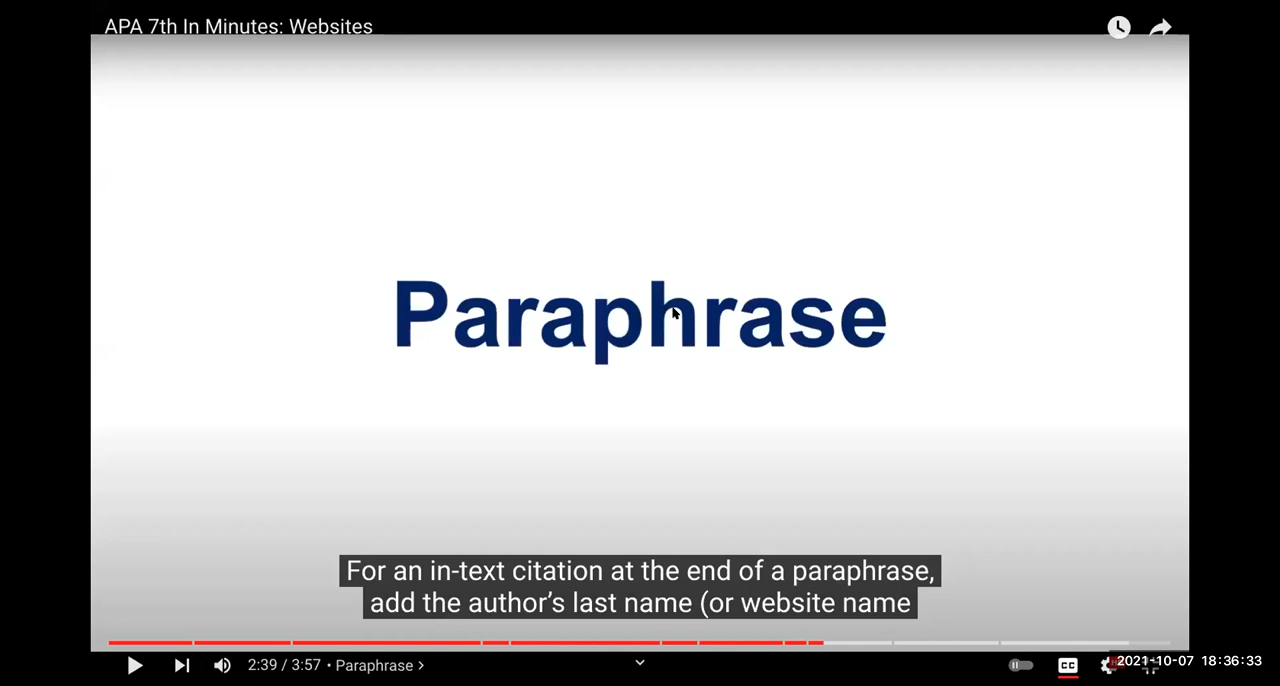 APA 7th In Minutes: Websites
Paraphrase
For an in-text citation at the end of a paraphrase,
add the author’s last name (or website name
2:39 / 3:57 • Paraphrase ›
CC
2021-10-07 18:36:33